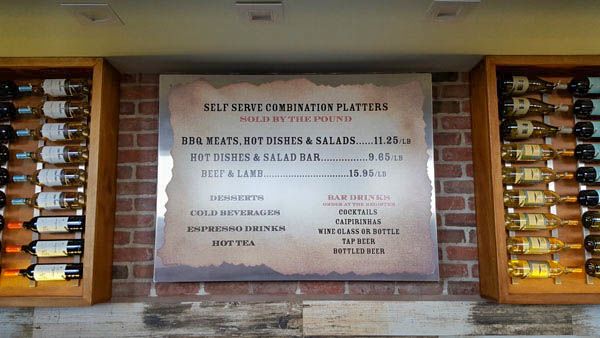 SELF SERVE COMBINATION PLATTERS
SOLD BY THE POUND
BBQ MEATS, HOT DISHES & SALADS......11.25/LB
HOT DISHES & SALAD BAR..................9.65/LB
BEEF & LAMB...............................15.95/LB
DESSERTS
COLD BEVERAGES
ESPRESSO DRINKS
HOT TEA
BAR DRINKS
ORDER AT THE REGISTER
COCKTAILS
CAIPIRINHAS
WINE GLASS OR BOTTLE
TAP BEER
BOTTLED BEER